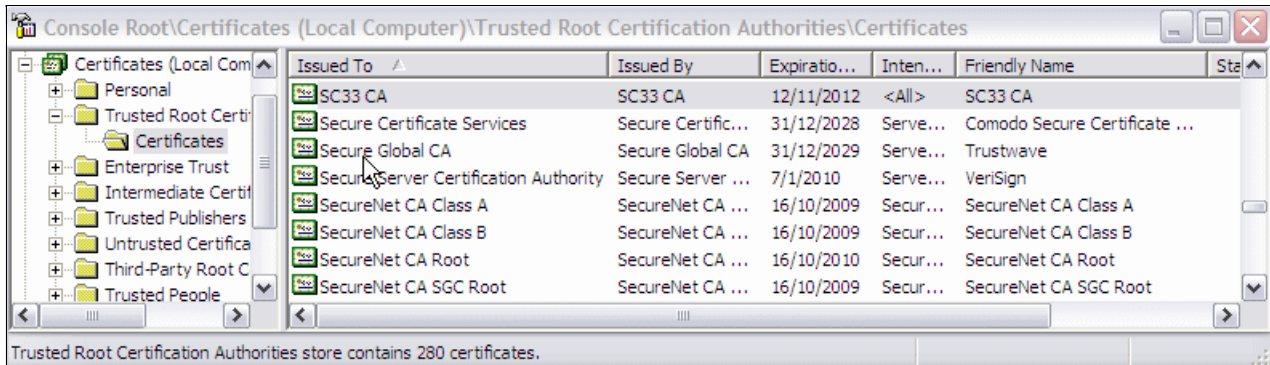 Console Root\Certificates (Local Computer)\Trusted Root Certification Authorities\Certificates
Certificates (Local Com
Personal
Trusted Root Certi
Certificates
Enterprise Trust
Intermediate Certif
Trusted Publishers
Untrusted Certifica
Third-Party Root C
Trusted People
Issued To Issued By Expiratio... Inten... Friendly Name Sta
SC33 CA SC33 CA 12/11/2012 <All> SC33 CA
Secure Certificate Services Secure Certific... 31/12/2028 Serve... Comodo Secure Certificate ...
Secure Global CA Secure Global CA 31/12/2029 Serve... Trustwave
Secure Server Certification Authority Secure Server ... 7/1/2010 Serve... VeriSign
SecureNet CA Class A SecureNet CA ... 16/10/2009 Secur... SecureNet CA Class A
SecureNet CA Class B SecureNet CA ... 16/10/2009 Secur... SecureNet CA Class B
SecureNet CA Root SecureNet CA ... 16/10/2010 Secur... SecureNet CA Root
SecureNet CA SGC Root SecureNet CA ... 16/10/2009 Secur... SecureNet CA SGC Root
Trusted Root Certification Authorities store contains 280 certificates.